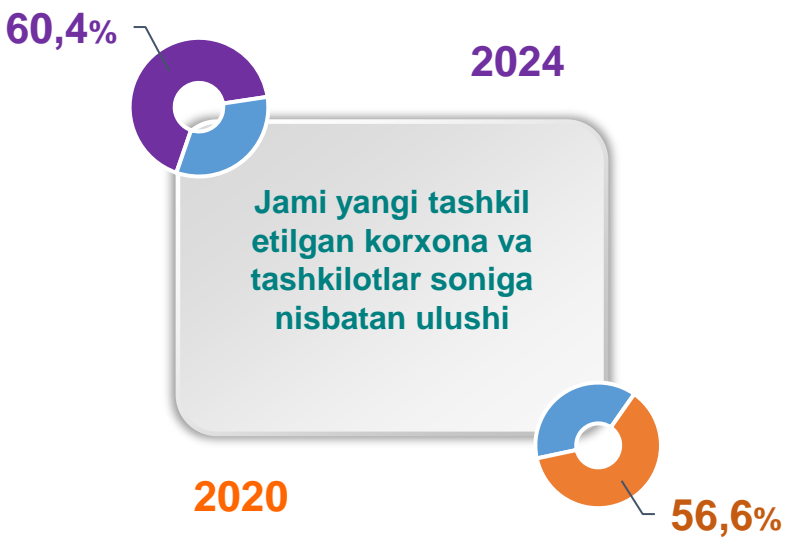 60,4%
2024
Jami yangi tashkil
etilgan korxona va
tashkilotlar soniga
nisbatan ulushi
2020
56,6%